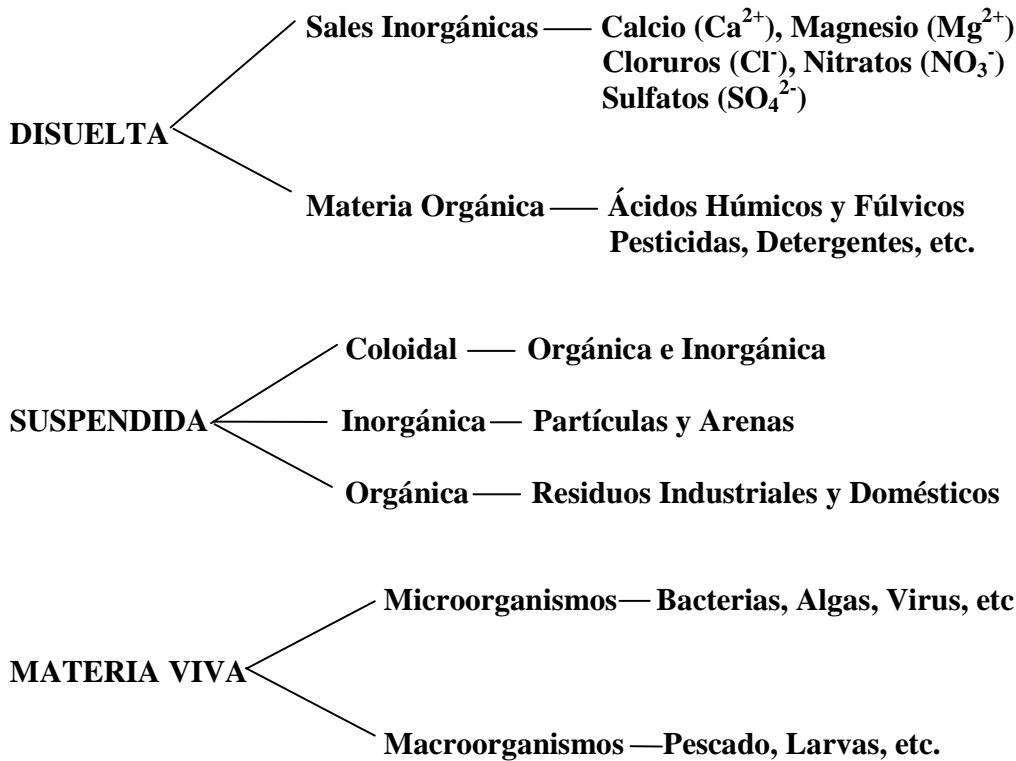 Sales Inorgánicas — Calcio (Ca²⁺), Magnesio (Mg²⁺)
Cloruros (Cl⁻), Nitratos (NO₃⁻)
Sulfatos (SO₄²⁻)
DISUELTA
Materia Orgánica — Ácidos Húmicos y Fúlvicos
Pesticidas, Detergentes, etc.
Coloidal — Orgánica e Inorgánica
SUSPENDIDA Inorgánica — Partículas y Arenas
Orgánica — Residuos Industriales y Domésticos
Microorganismos — Bacterias, Algas, Virus, etc
MATERIA VIVA
Macroorganismos — Pescado, Larvas, etc.